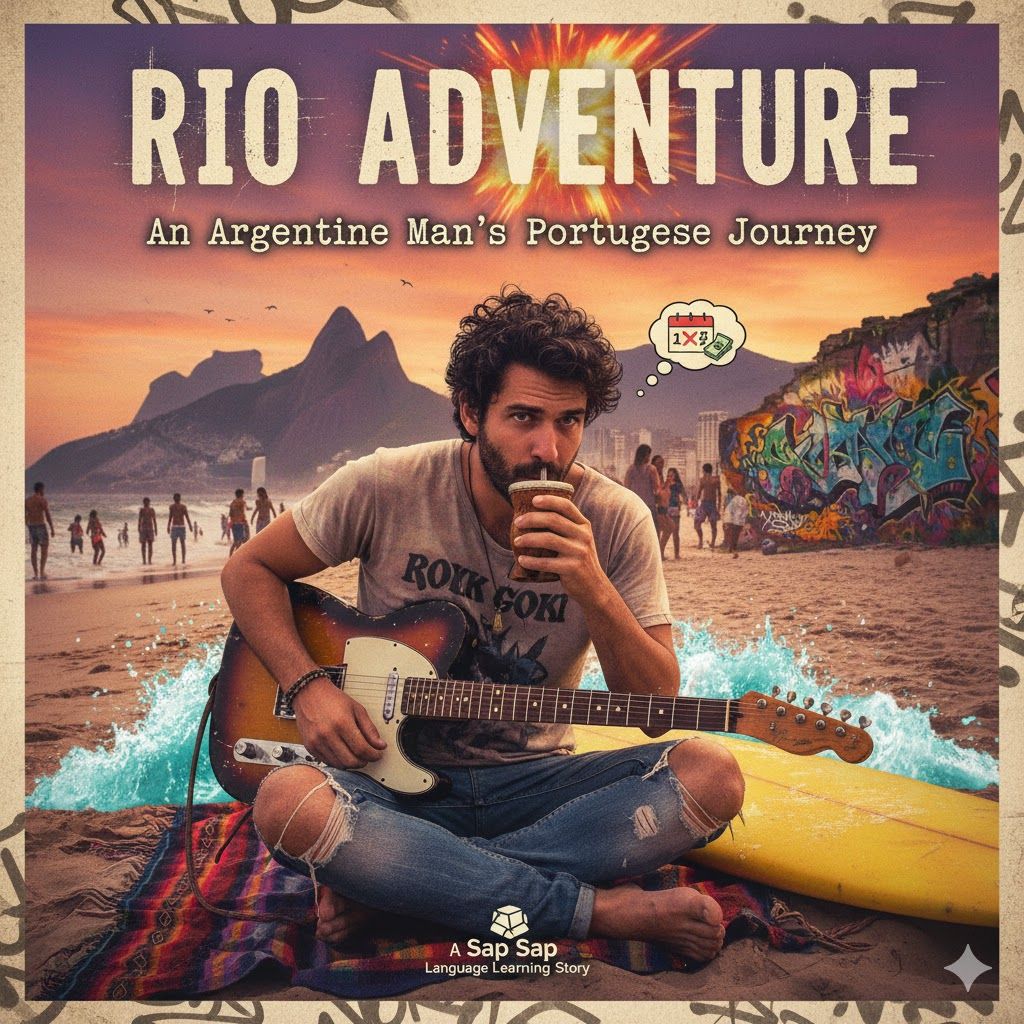 RIO ADVENTURE
An Argentine Man's Portugese Journey
ROYK GOKI
A Sap Sap
Language Learning Story